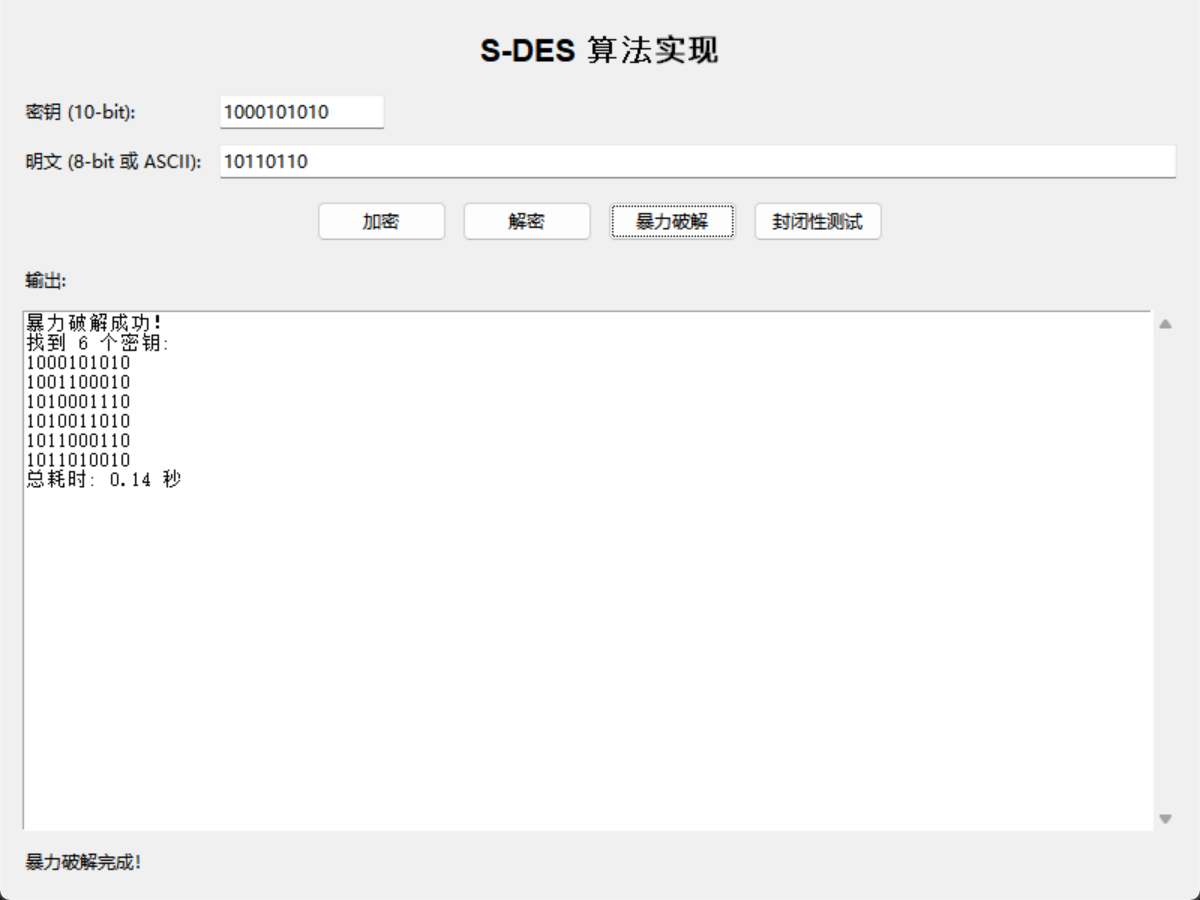 S-DES 算法实现
密钥 (10-bit): 1000101010
明文 (8-bit 或 ASCII): 10110110
加密 解密 暴力破解 封闭性测试
输出:
暴力破解成功!
找到 6 个密钥:
1000101010
1001100010
1010001110
1010011010
1011000110
1011010010
总耗时: 0.14 秒
暴力破解完成!